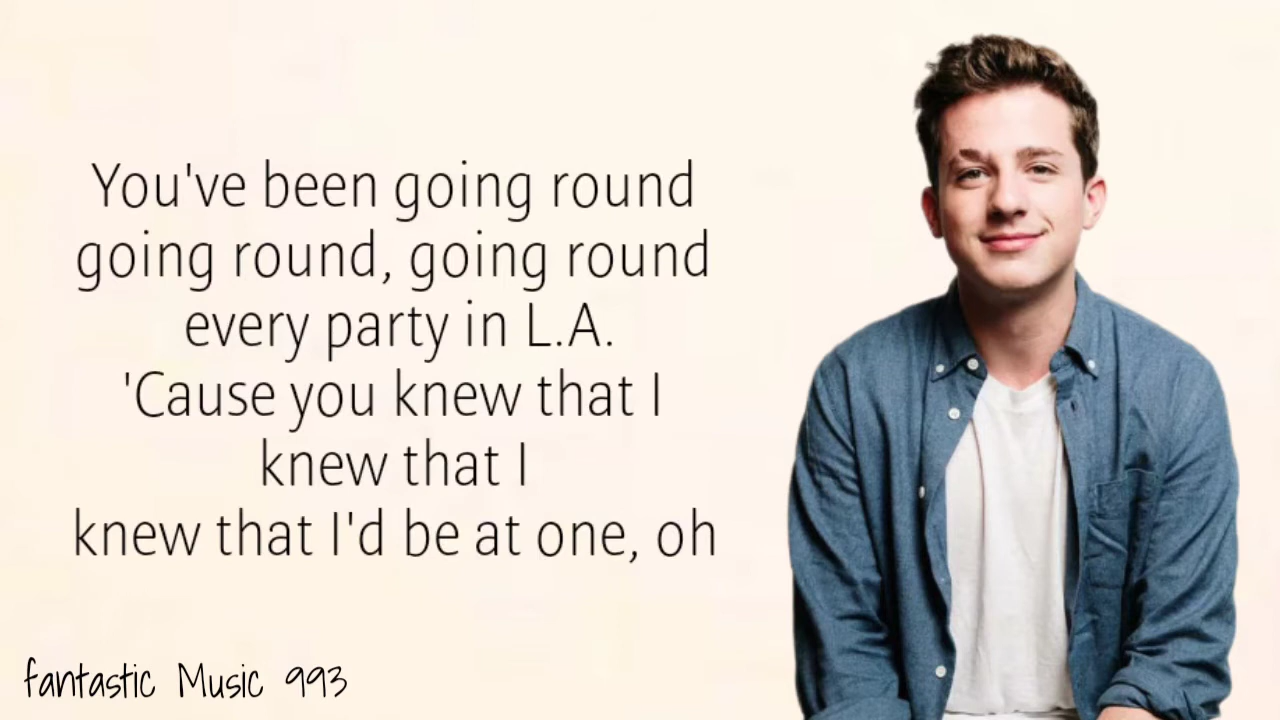 You've been going round
going round, going round
every party in L.A.
'Cause you knew that I
knew that I
knew that I'd be at one, oh
fantastic Music 993